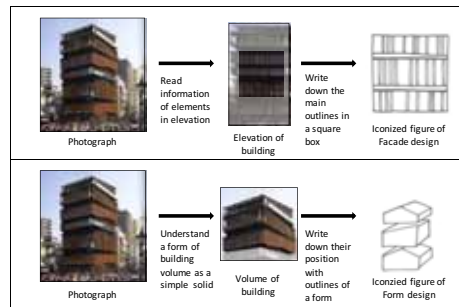 Read
information
of elements
in elevation
Write
down the
main
outlines in
a square
box
Photograph
Elevation of
building
Iconized figure of
Facade design
Understand
a form of
building
volume as a
simple solid
Write
down their
position
with
outlines of
a form
Photograph
Volume of
building
Iconzied figure of
Form design